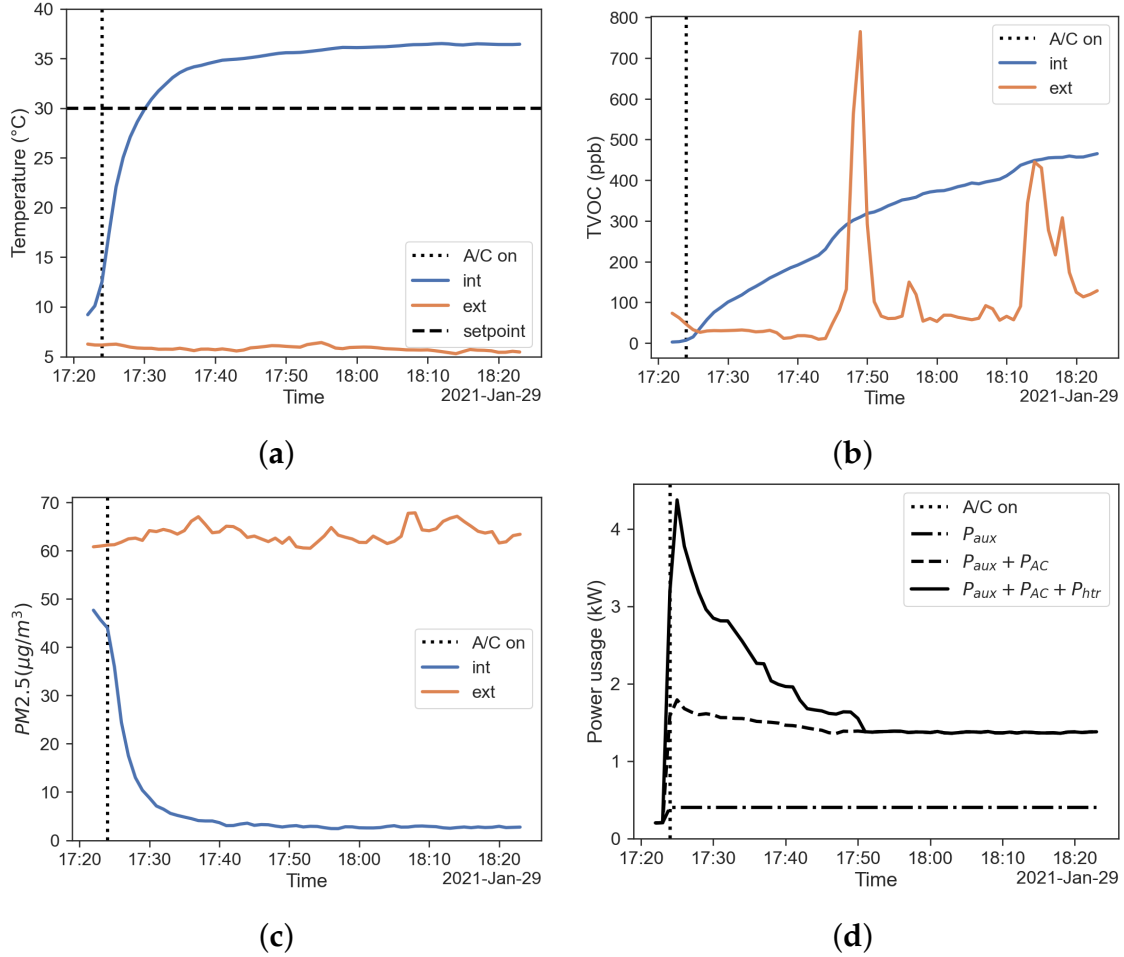 40
35
30
25
20
15
10
5
Temperature (°C)
A/C on
int
ext
setpoint
17:20 17:30 17:40 17:50 18:00 18:10 18:20
Time
2021-Jan-29
(a)
800
700
600
500
400
300
200
100
0
TVOC (ppb)
A/C on
int
ext
17:20 17:30 17:40 17:50 18:00 18:10 18:20
Time
2021-Jan-29
(b)
70
60
50
40
30
20
10
0
PM2.5(μg/m³)
A/C on
int
ext
17:20 17:30 17:40 17:50 18:00 18:10 18:20
Time
2021-Jan-29
(c)
4
3
2
1
0
Power usage (kW)
A/C on
P_aux
P_aux + P_AC
P_aux + P_AC + P_htr
17:20 17:30 17:40 17:50 18:00 18:10 18:20
Time
2021-Jan-29
(d)